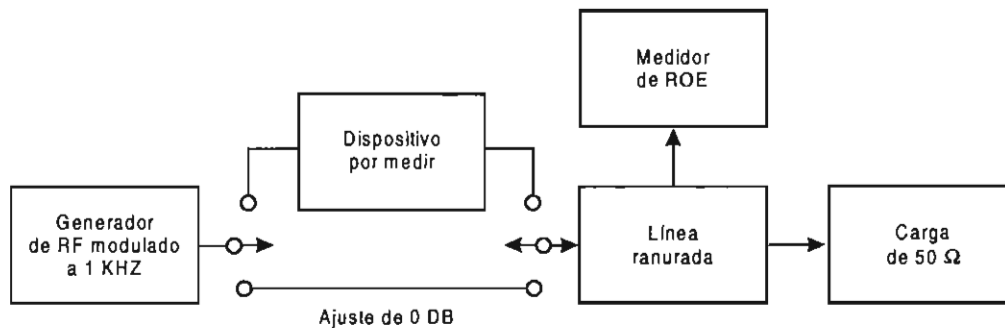 Medidor
de ROE
Dispositivo
por medir
Generador
de RF modulado
a 1 KHZ
Línea
ranurada
Carga
de 50 Ω
Ajuste de 0 DB